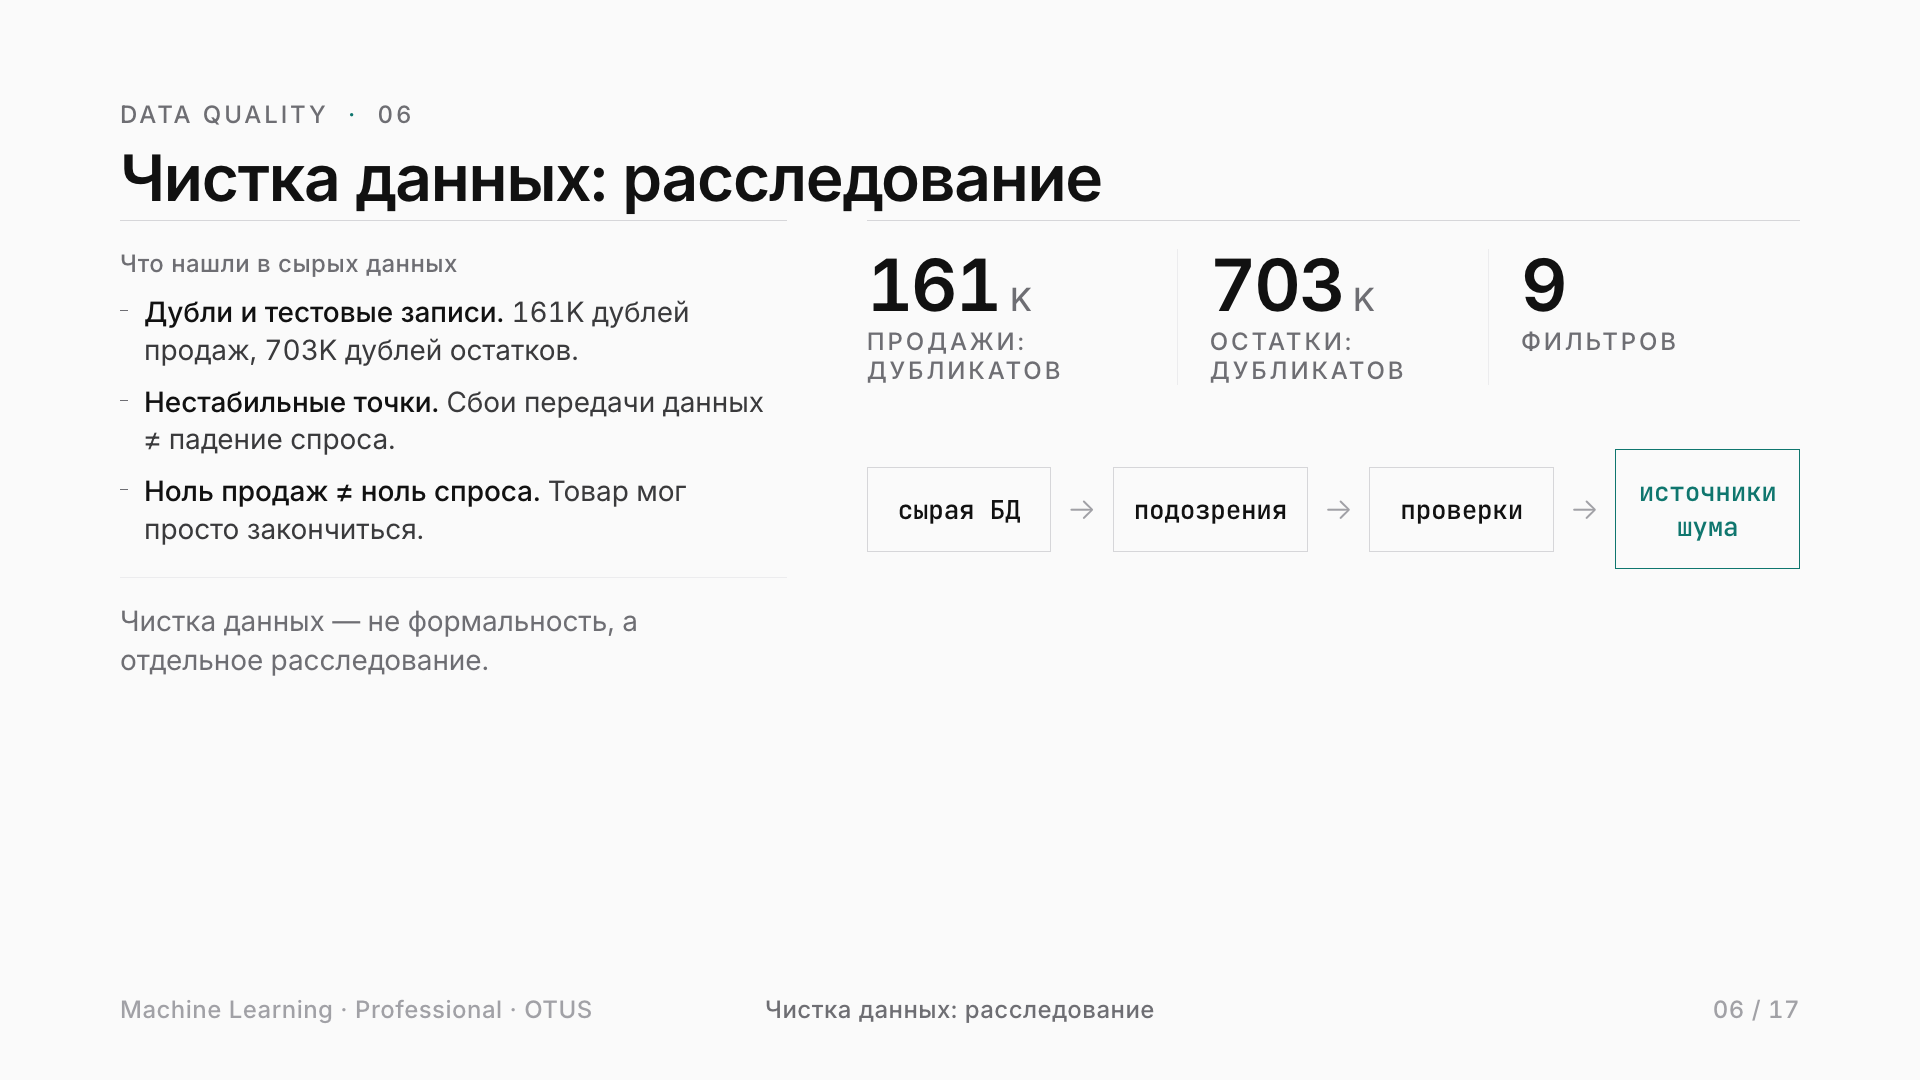 DATA QUALITY · 06
Чистка данных: расследование
Что нашли в сырых данных
– Дубли и тестовые записи. 161K дублей
продаж, 703K дублей остатков.
– Нестабильные точки. Сбои передачи данных
≠ падение спроса.
– Ноль продаж ≠ ноль спроса. Товар мог
просто закончиться.
Чистка данных — не формальность, а
отдельное расследование.
161 K
ПРОДАЖИ:
ДУБЛИКАТОВ
703 K
ОСТАТКИ:
ДУБЛИКАТОВ
9
ФИЛЬТРОВ
сырая БД → подозрения → проверки → источники
шума
Machine Learning · Professional · OTUS
Чистка данных: расследование
06 / 17